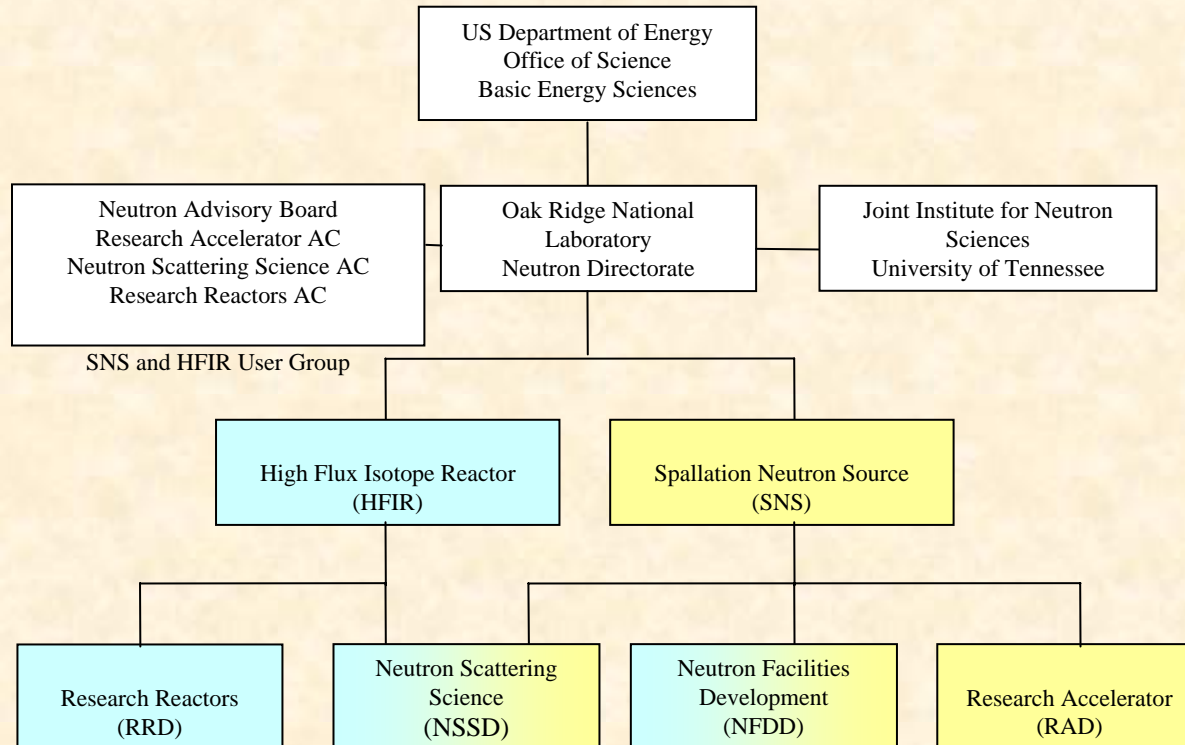 US Department of Energy
Office of Science
Basic Energy Sciences
Neutron Advisory Board
Research Accelerator AC
Neutron Scattering Science AC
Research Reactors AC
Oak Ridge National
Laboratory
Neutron Directorate
Joint Institute for Neutron
Sciences
University of Tennessee
SNS and HFIR User Group
High Flux Isotope Reactor
(HFIR)
Spallation Neutron Source
(SNS)
Research Reactors
(RRD)
Neutron Scattering
Science
(NSSD)
Neutron Facilities
Development
(NFDD)
Research Accelerator
(RAD)